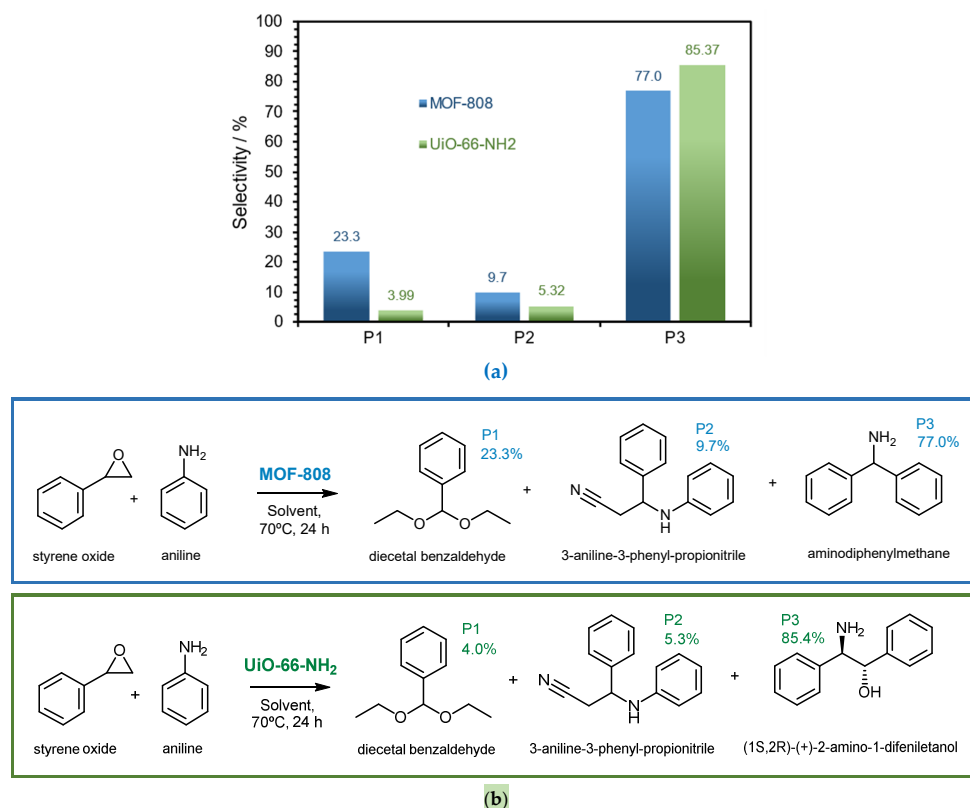 100
90
80
70
60
50
40
30
20
10
0
Selectivity / %
MOF-808
UiO-66-NH2
23.3
3.99
9.7
5.32
77.0
85.37
P1
P2
P3
(a)
styrene oxide
+
NH2
aniline
O
MOF-808
Solvent,
70ºC, 24 h
P1
23.3%
O
O
diecetal benzaldehyde
+
P2
9.7%
N
N
H
3-aniline-3-phenyl-propionitrile
+
P3
77.0%
NH2
aminodiphenylmethane
O
styrene oxide
+
NH2
aniline
UiO-66-NH2
Solvent,
70ºC, 24 h
P1
4.0%
O
O
diecetal benzaldehyde
+
P2
5.3%
N
N
H
3-aniline-3-phenyl-propionitrile
+
P3
85.4%
NH2
OH
(1S,2R)-(+)-2-amino-1-difeniletanol
(b)